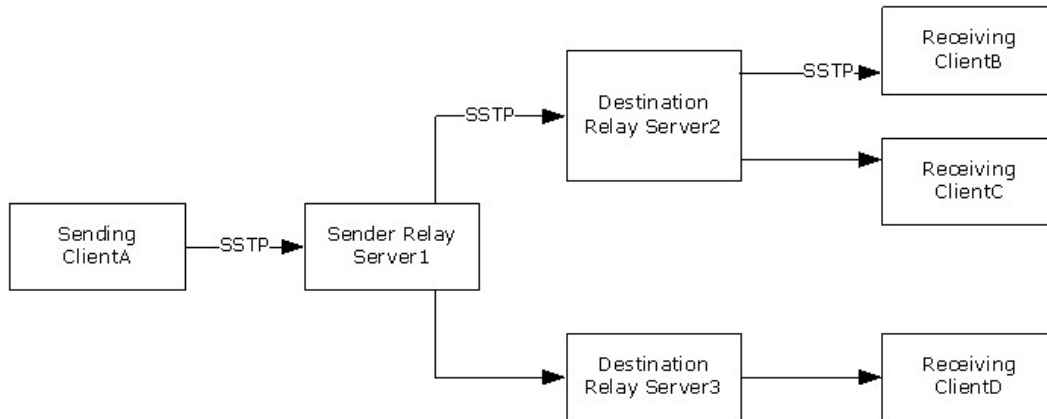 Sending
ClientA
SSTP
Sender Relay
Server1
SSTP
Destination
Relay Server2
SSTP
Receiving
ClientB
Receiving
ClientC
Destination
Relay Server3
Receiving
ClientD